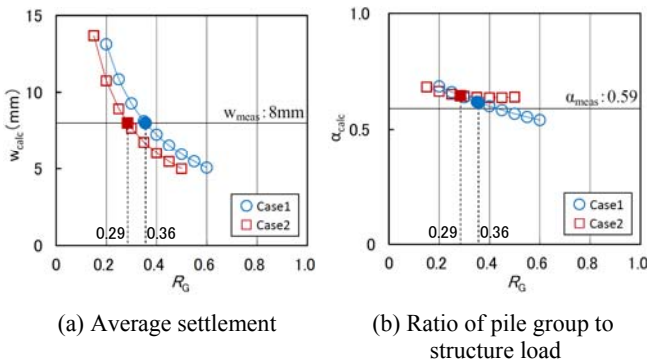 15
10
5
0
w_calc (mm)
w_meas : 8mm
0.29
0.36
Case1
Case2
0 0.2 0.4 0.6 0.8 1.0
R_G
(a) Average settlement
1.0
0.5
0.0
α_calc
α_meas : 0.59
0.29
0.36
Case1
Case2
0 0.2 0.4 0.6 0.8 1.0
R_G
(b) Ratio of pile group to
structure load